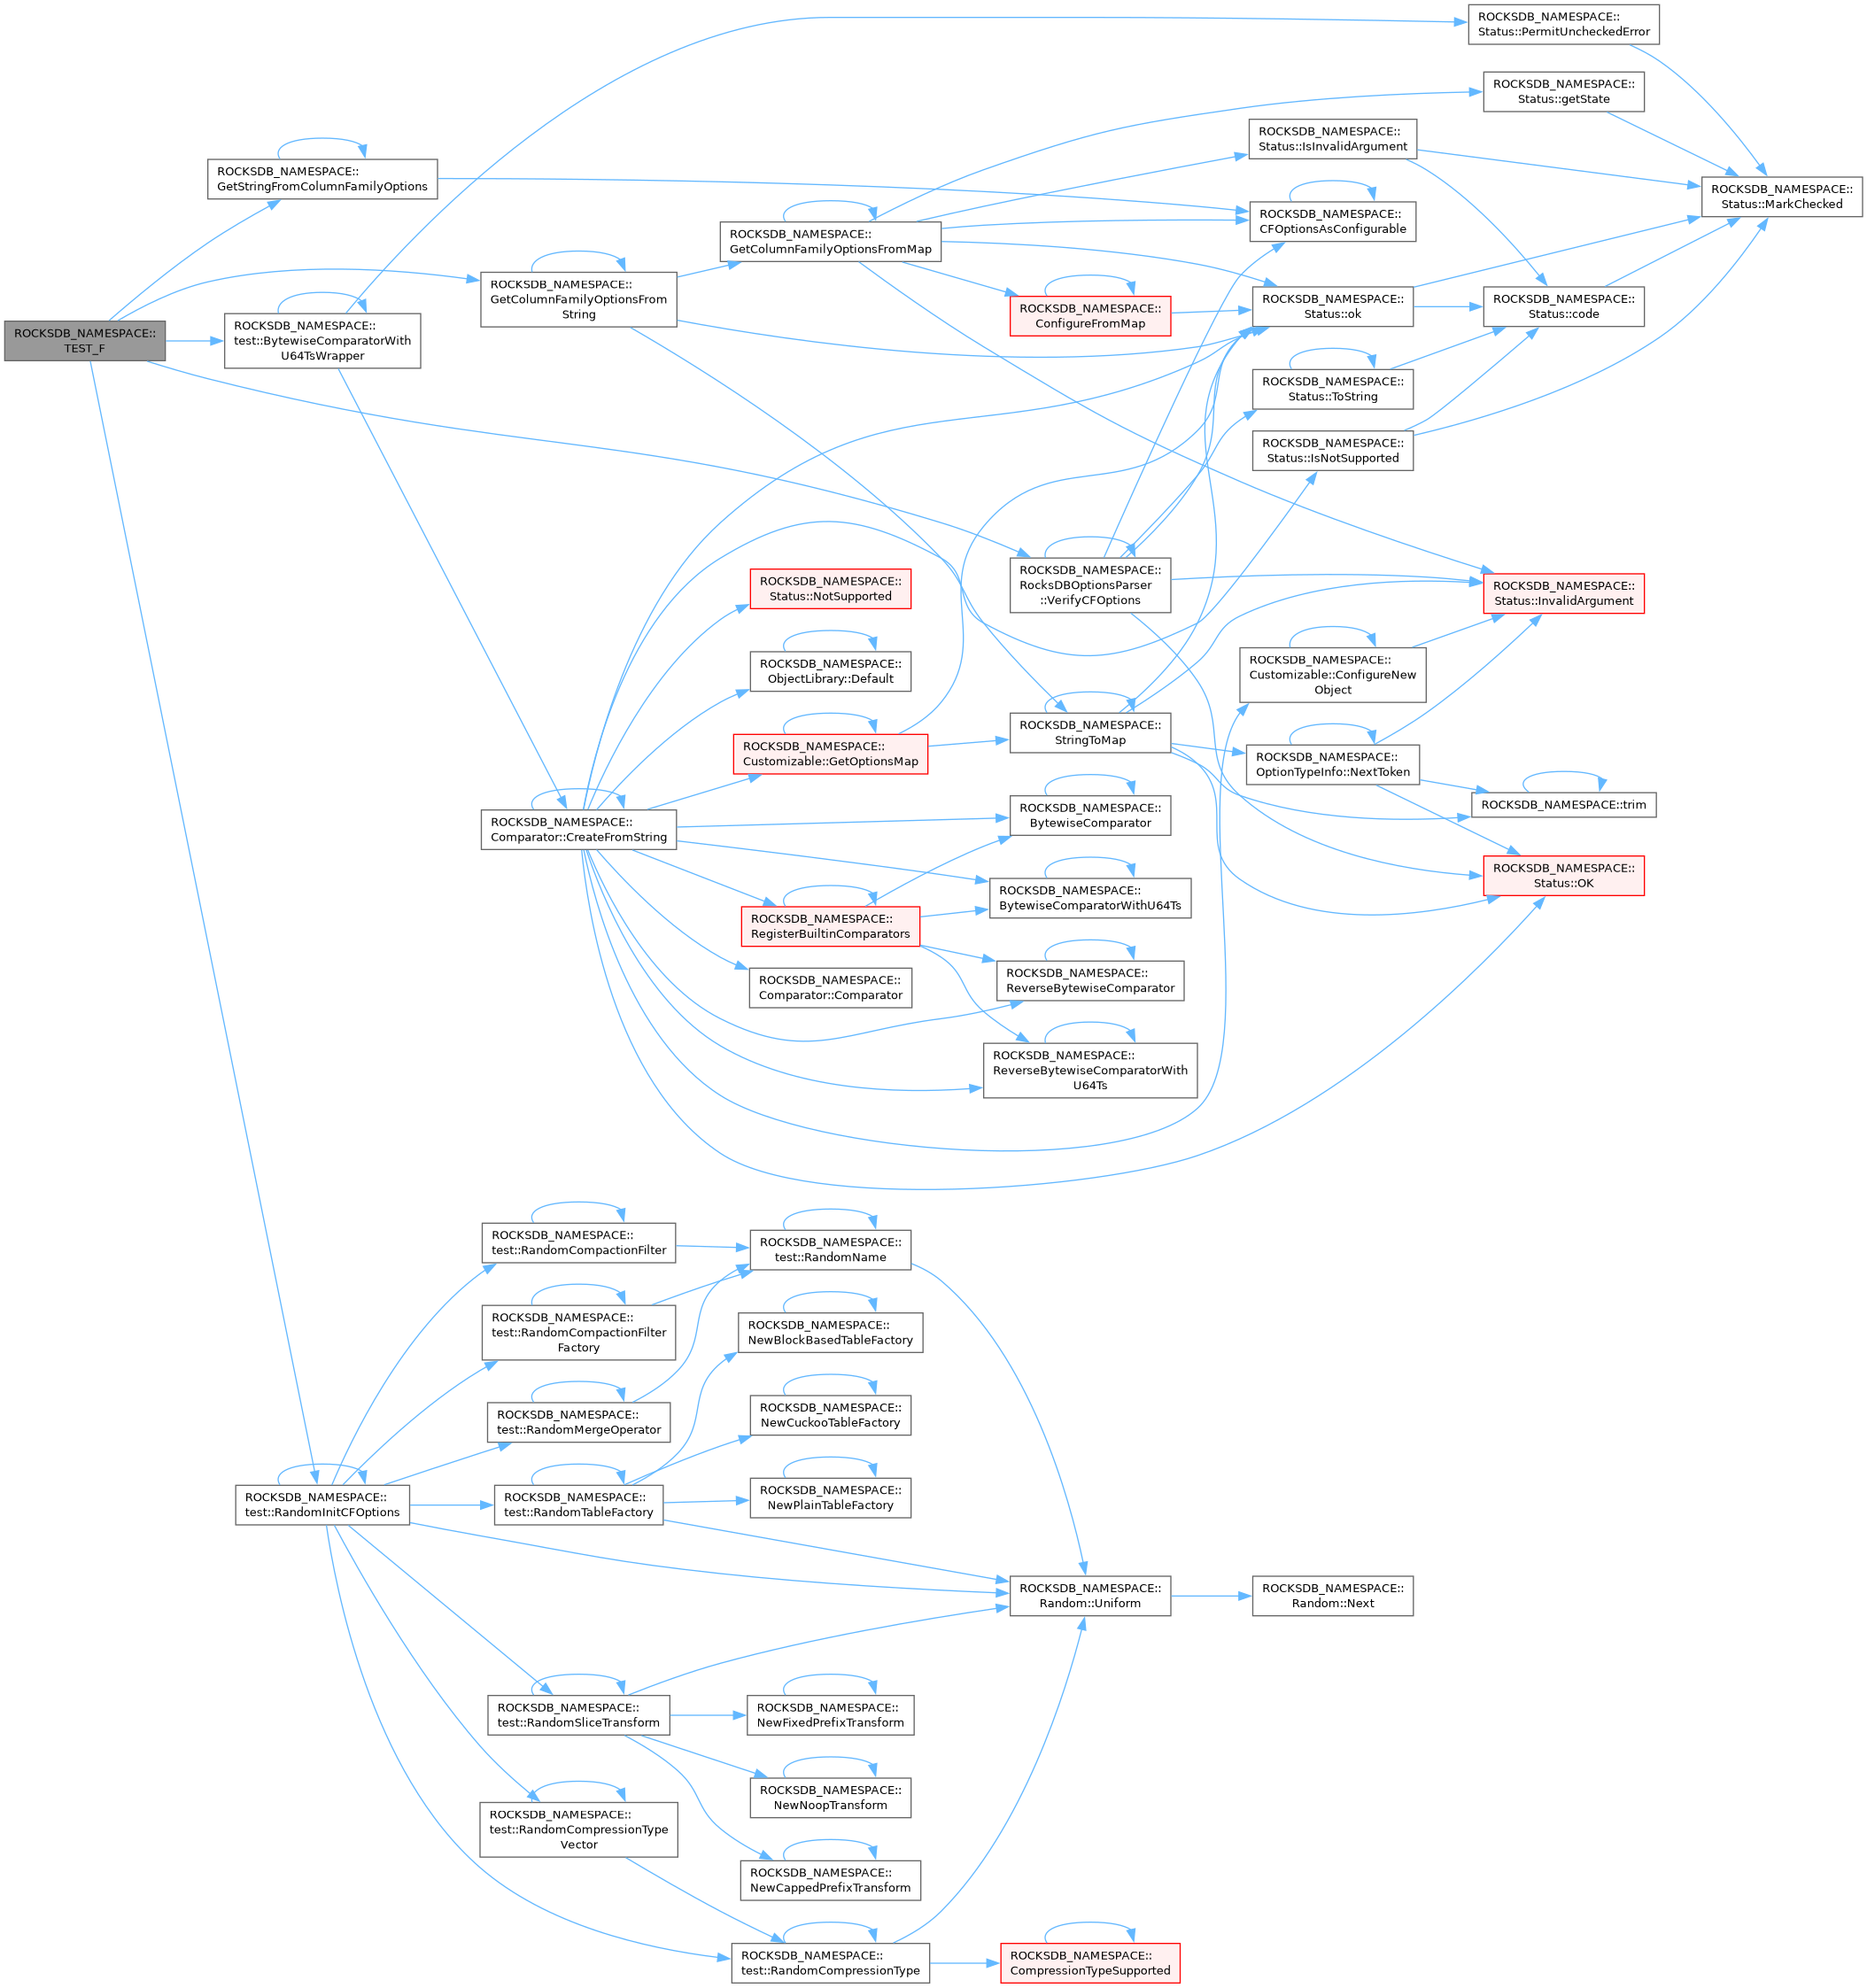 ROCKSDB_NAMESPACE::
TEST_F
ROCKSDB_NAMESPACE::
GetStringFromColumnFamilyOptions
ROCKSDB_NAMESPACE::
test::BytewiseComparatorWith
U64TsWrapper
ROCKSDB_NAMESPACE::
test::RandomInitCFOptions
ROCKSDB_NAMESPACE::
GetColumnFamilyOptionsFrom
String
ROCKSDB_NAMESPACE::
Comparator::CreateFromString
ROCKSDB_NAMESPACE::
test::RandomCompactionFilter
ROCKSDB_NAMESPACE::
test::RandomCompactionFilter
Factory
ROCKSDB_NAMESPACE::
test::RandomMergeOperator
ROCKSDB_NAMESPACE::
test::RandomTableFactory
ROCKSDB_NAMESPACE::
test::RandomSliceTransform
ROCKSDB_NAMESPACE::
test::RandomCompressionType
Vector
ROCKSDB_NAMESPACE::
GetColumnFamilyOptionsFromMap
ROCKSDB_NAMESPACE::
Status::NotSupported
ROCKSDB_NAMESPACE::
ObjectLibrary::Default
ROCKSDB_NAMESPACE::
Customizable::GetOptionsMap
ROCKSDB_NAMESPACE::
RegisterBuiltinComparators
ROCKSDB_NAMESPACE::
Comparator::Comparator
ROCKSDB_NAMESPACE::
test::RandomName
ROCKSDB_NAMESPACE::
NewBlockBasedTableFactory
ROCKSDB_NAMESPACE::
NewCuckooTableFactory
ROCKSDB_NAMESPACE::
NewPlainTableFactory
ROCKSDB_NAMESPACE::
NewFixedPrefixTransform
ROCKSDB_NAMESPACE::
NewNoopTransform
ROCKSDB_NAMESPACE::
NewCappedPrefixTransform
ROCKSDB_NAMESPACE::
test::RandomCompressionType
ROCKSDB_NAMESPACE::
ConfigureFromMap
ROCKSDB_NAMESPACE::
RocksDBOptionsParser
::VerifyCFOptions
ROCKSDB_NAMESPACE::
StringToMap
ROCKSDB_NAMESPACE::
BytewiseComparator
ROCKSDB_NAMESPACE::
BytewiseComparatorWithU64Ts
ROCKSDB_NAMESPACE::
ReverseBytewiseComparator
ROCKSDB_NAMESPACE::
ReverseBytewiseComparatorWith
U64Ts
ROCKSDB_NAMESPACE::
Random::Uniform
ROCKSDB_NAMESPACE::
CompressionTypeSupported
ROCKSDB_NAMESPACE::
Status::IsInvalidArgument
ROCKSDB_NAMESPACE::
CFOptionsAsConfigurable
ROCKSDB_NAMESPACE::
Status::ok
ROCKSDB_NAMESPACE::
Status::ToString
ROCKSDB_NAMESPACE::
Status::IsNotSupported
ROCKSDB_NAMESPACE::
Customizable::ConfigureNew
Object
ROCKSDB_NAMESPACE::
OptionTypeInfo::NextToken
ROCKSDB_NAMESPACE::
Random::Next
ROCKSDB_NAMESPACE::
Status::PermitUncheckedError
ROCKSDB_NAMESPACE::
Status::getState
ROCKSDB_NAMESPACE::
Status::code
ROCKSDB_NAMESPACE::
Status::InvalidArgument
ROCKSDB_NAMESPACE::trim
ROCKSDB_NAMESPACE::
Status::OK
ROCKSDB_NAMESPACE::
Status::MarkChecked